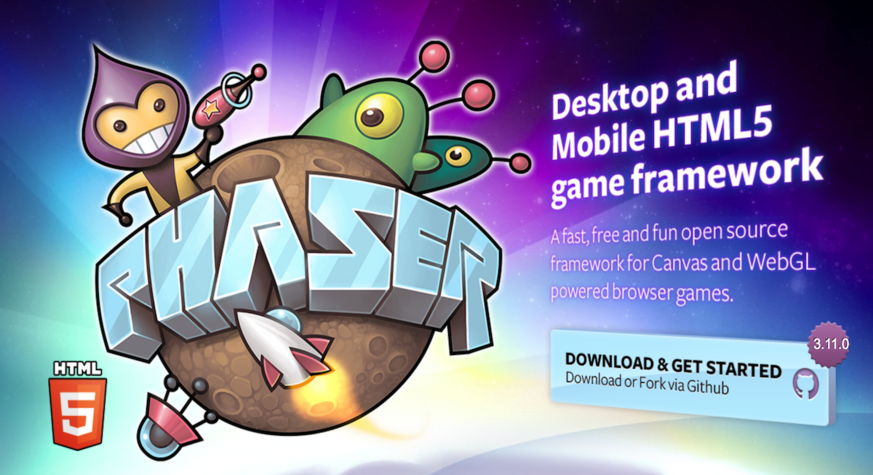 PHASER
HTML
5
Desktop and
Mobile HTML5
game framework
A fast, free and fun open source
framework for Canvas and WebGL
powered browser games.
3.11.0
DOWNLOAD & GET STARTED
Download or Fork via Github